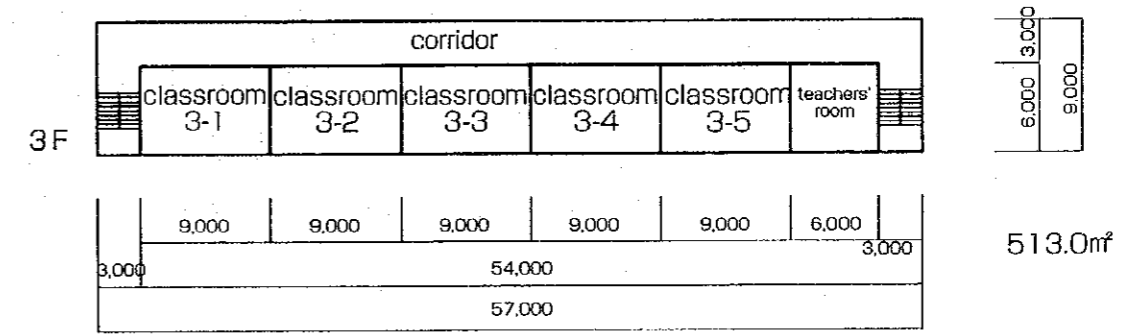 corridor
classroom classroom classroom classroom classroom teachers'
3-1 3-2 3-3 3-4 3-5 room
3F
3.000
6.000
9.000
9.000 9.000 9.000 9.000 9.000 6.000
3,000 54,000 3,000
57,000
513.0㎡